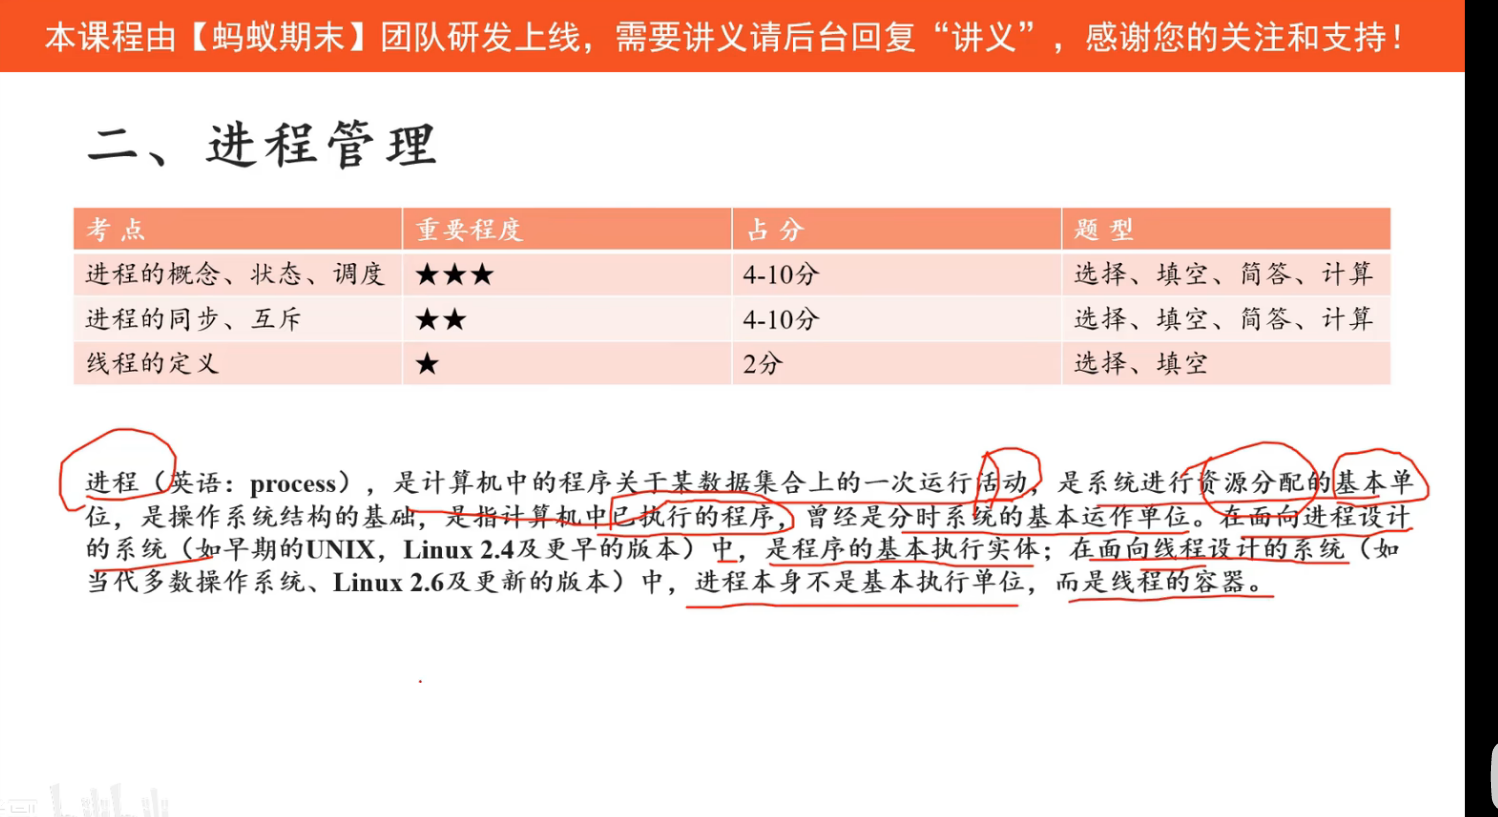 本课程由【蚂蚁期末】团队研发上线，需要讲义请后台回复“讲义”，感谢您的关注和支持！
二、进程管理
考点 重要程度 占分 题型
进程的概念、状态、调度 ★★★ 4-10分 选择、填空、简答、计算
进程的同步、互斥 ★★ 4-10分 选择、填空、简答、计算
线程的定义 ★ 2分 选择、填空
进程（英语：process），是计算机中的程序关于某数据集合上的一次运行活动，是系统进行资源分配的基本单
位，是操作系统结构的基础，是指计算机中已执行的程序，曾经是分时系统的基本运作单位。在面向进程设计
的系统（如早期的UNIX，Linux 2.4及更早的版本）中，是程序的基本执行实体；在面向线程设计的系统（如
当代多数操作系统、Linux 2.6及更新的版本）中，进程本身不是基本执行单位，而是线程的容器。